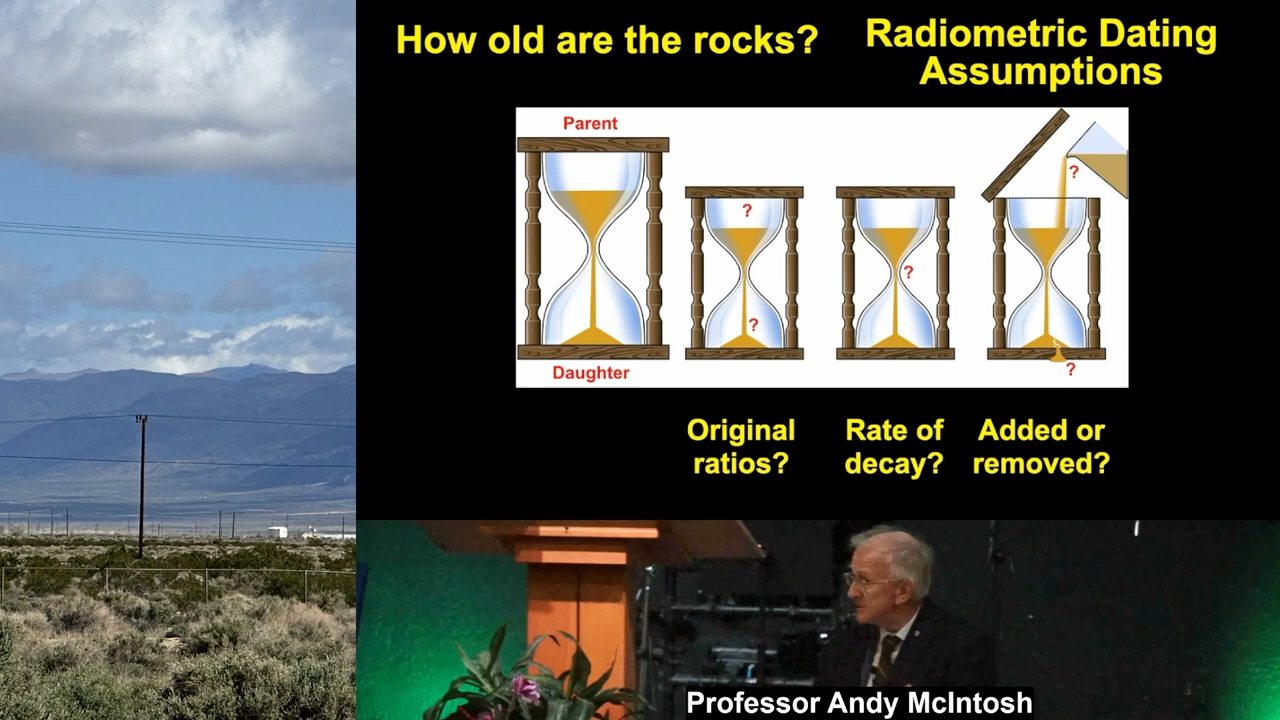 How old are the rocks?
Radiometric Dating
Assumptions
Parent
?
?
?
?
?
Daughter
Original
ratios?
Rate of
decay?
Added or
removed?
Professor Andy McIntosh